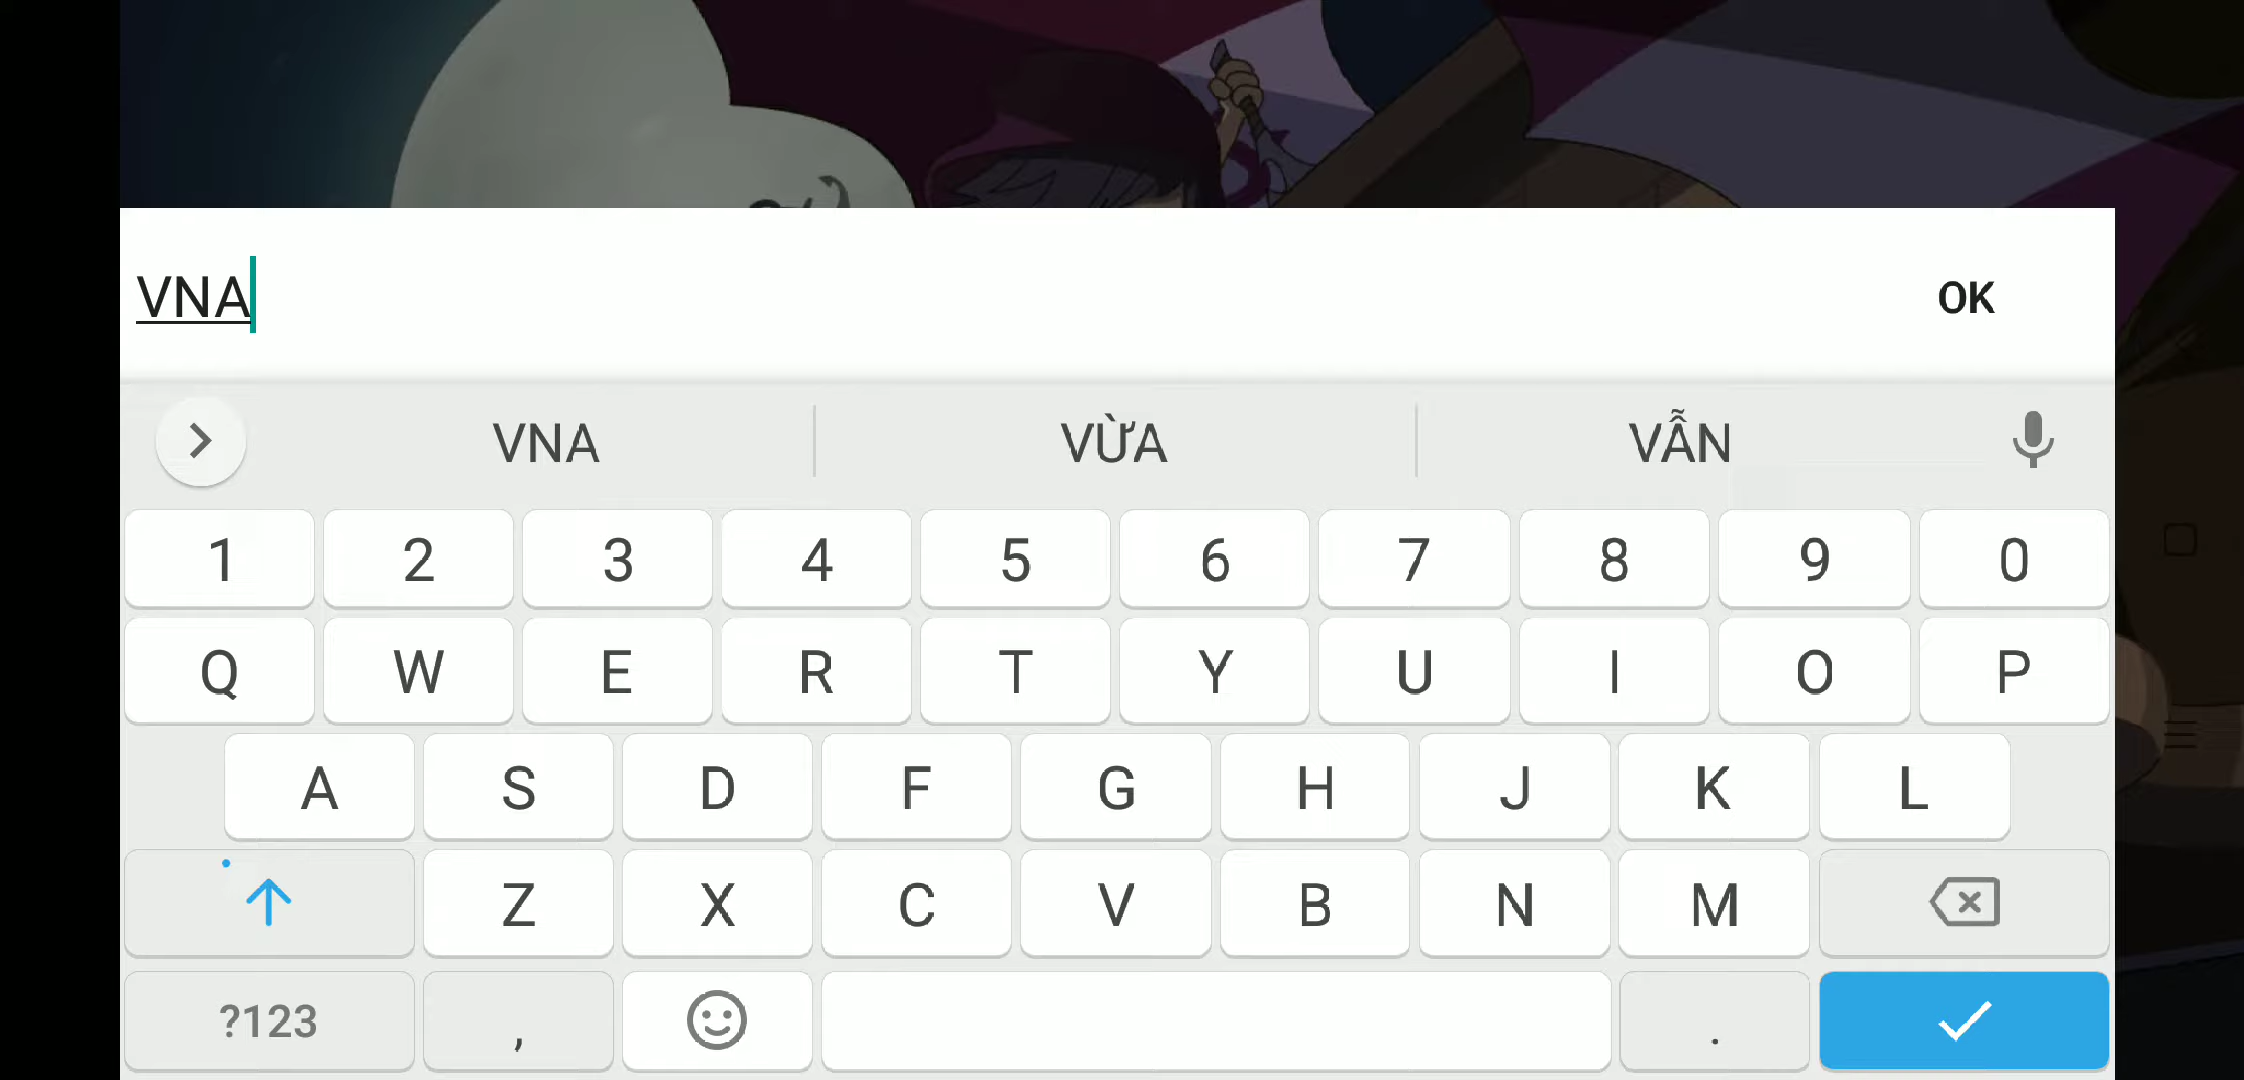 VNA
OK
VNA VỪA VẪN
1 2 3 4 5 6 7 8 9 0
Q W E R T Y U I O P
A S D F G H J K L
Z X C V B N M
?123 , .